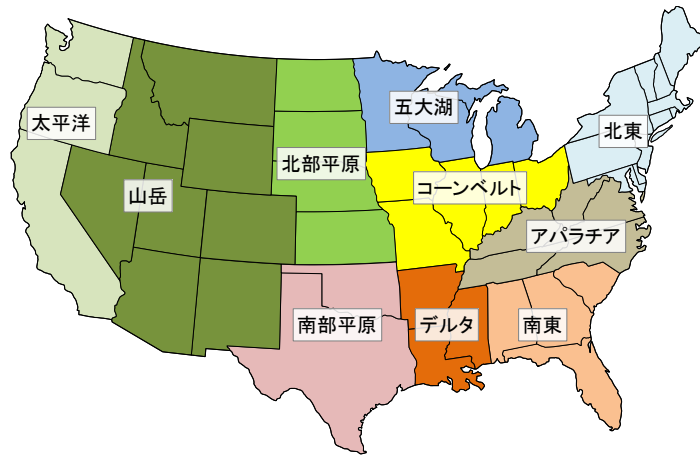 五大湖
太平洋
北東
北部平原
コーンベルト
山岳
アパラチア
南部平原
デルタ
南東